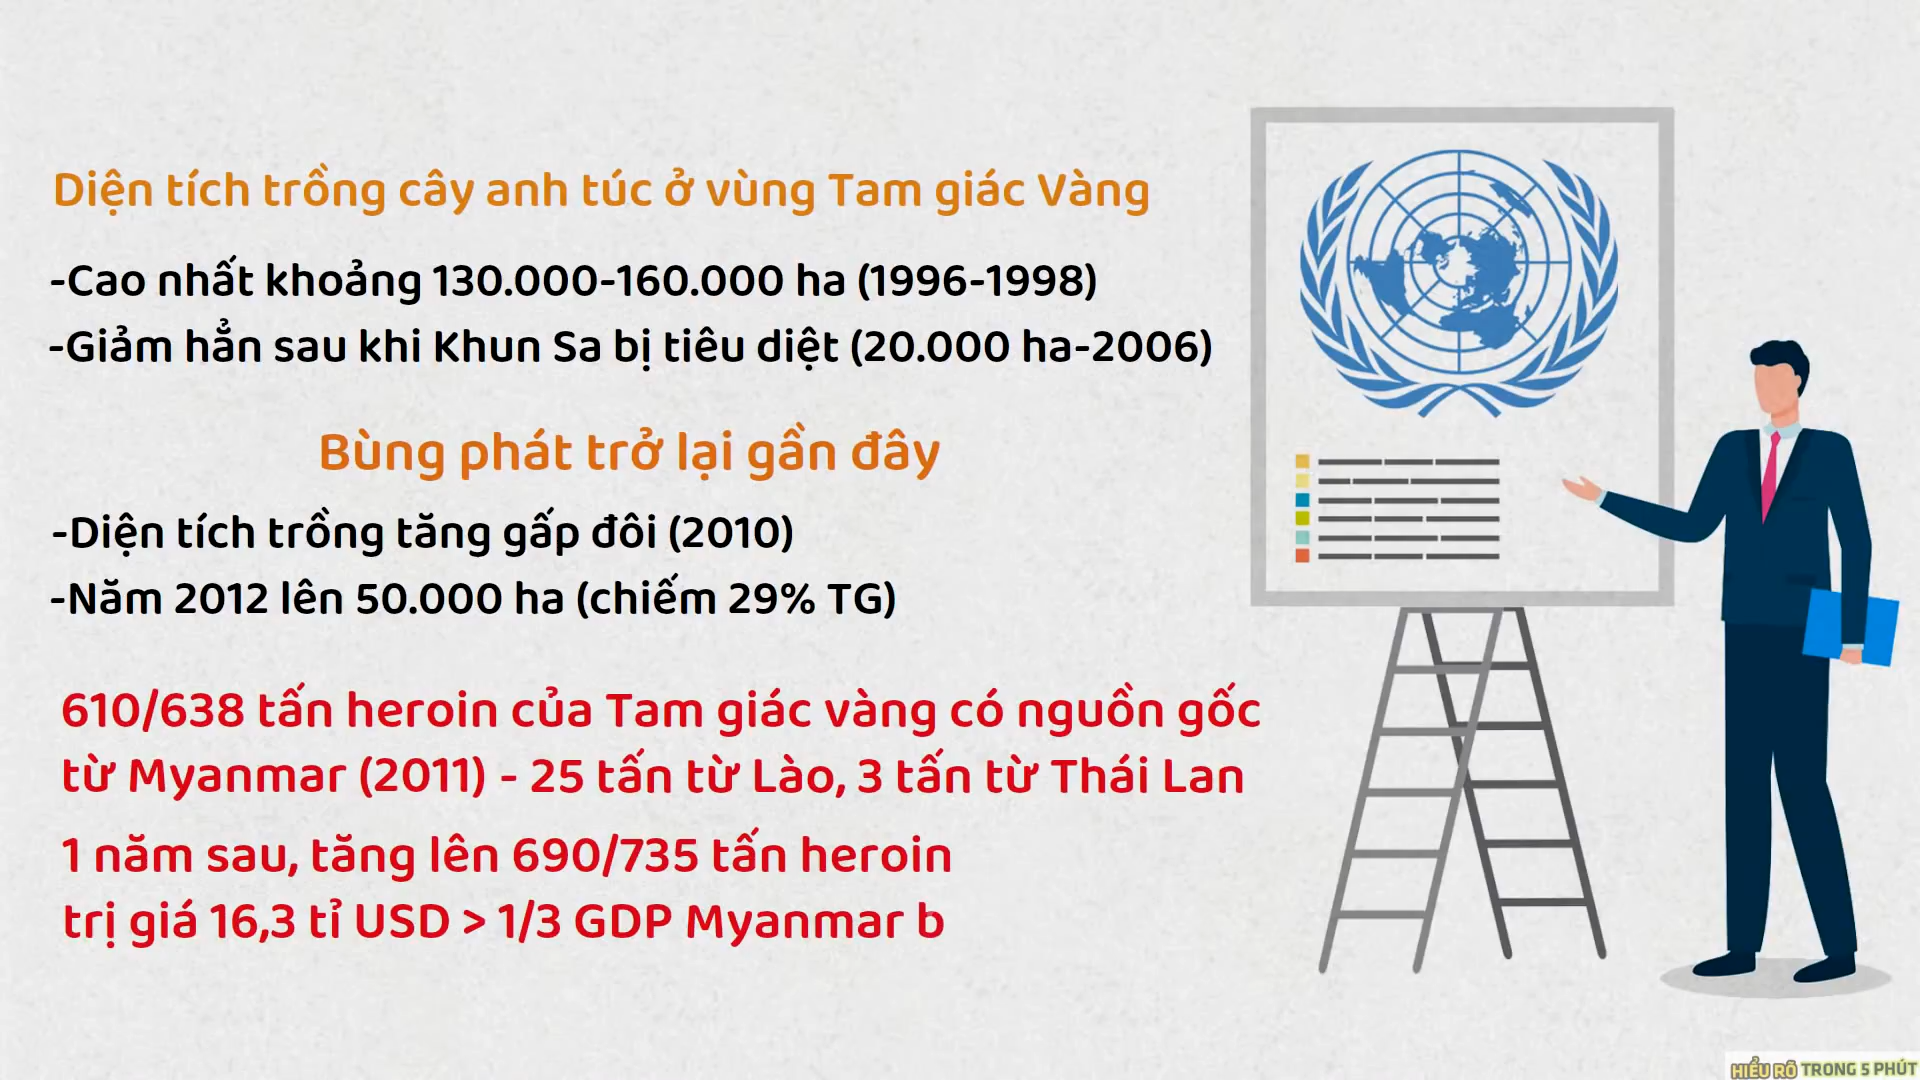 Diện tích trồng cây anh túc ở vùng Tam giác Vàng
-Cao nhất khoảng 130.000-160.000 ha (1996-1998)
-Giảm hẳn sau khi Khun Sa bị tiêu diệt (20.000 ha-2006)
Bùng phát trở lại gần đây
-Diện tích trồng tăng gấp đôi (2010)
-Năm 2012 lên 50.000 ha (chiếm 29% TG)
610/638 tấn heroin của Tam giác vàng có nguồn gốc
từ Myanmar (2011) - 25 tấn từ Lào, 3 tấn từ Thái Lan
1 năm sau, tăng lên 690/735 tấn heroin
trị giá 16,3 tỉ USD > 1/3 GDP Myanmar b
HIỂU RÕ TRONG 5 PHÚT